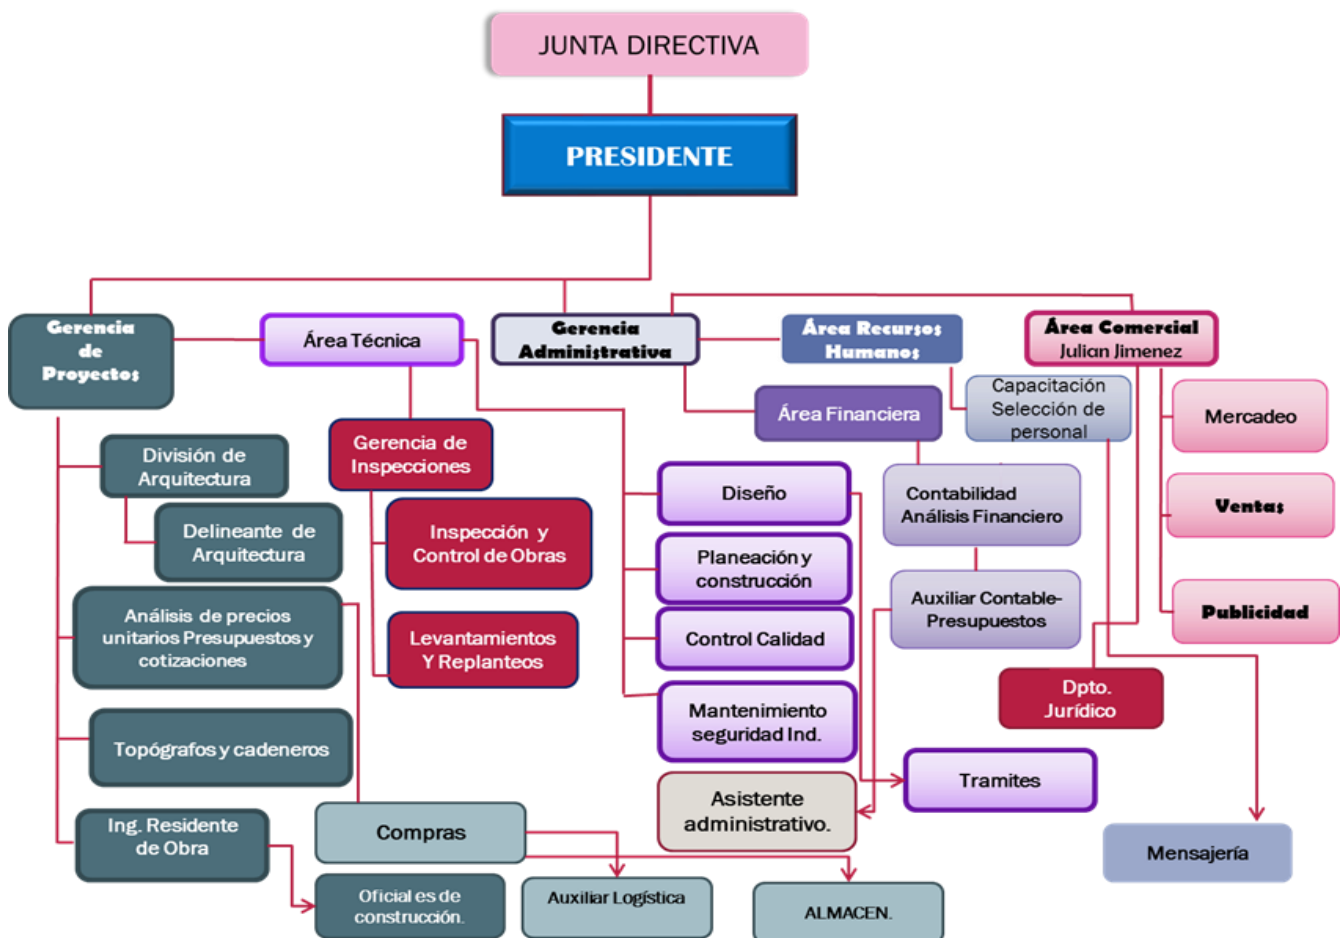 JUNTA DIRECTIVA
PRESIDENTE
Gerencia
de
Proyectos
Área Técnica
Gerencia
Administrativa
Área Recursos
Humanos
Área Comercial
Julian Jimenez
Capacitación
Selección de
personal
Mercadeo
Área Financiera
Gerencia de
Inspecciones
División de
Arquitectura
Diseño
Contabilidad
Análisis Financiero
Ventas
Delineante de
Arquitectura
Inspección y
Control de Obras
Planeación y
construcción
Auxiliar Contable-
Presupuestos
Publicidad
Análisis de precios
unitarios Presupuestos y
cotizaciones
Levantamientos
Y Replanteos
Control Calidad
Dpto.
Jurídico
Mantenimiento
seguridad Ind.
Topógrafos y cadeneros
Tramites
Asistente
administrativo.
Ing. Residente
de Obra
Compras
Mensajería
Oficial es de
construcción.
Auxiliar Logística
ALMACEN.